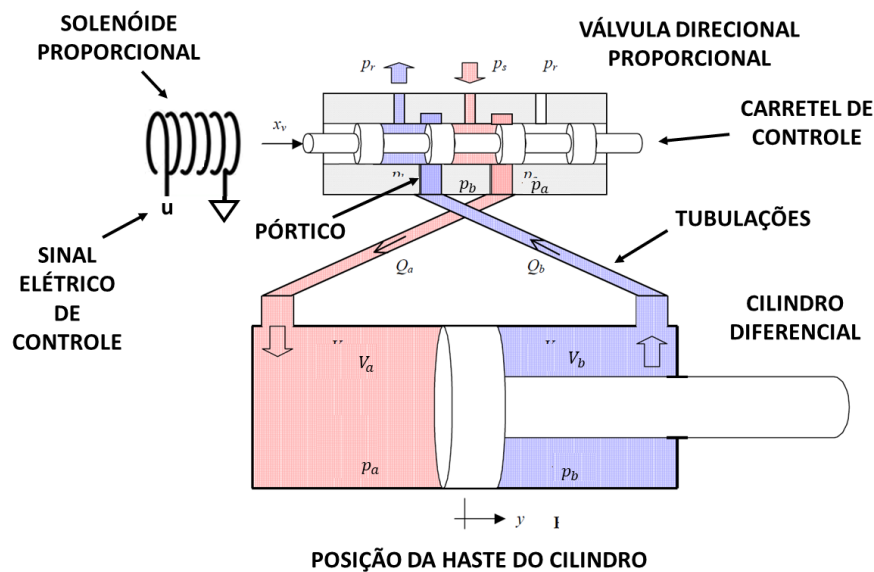 SOLENÓIDE
PROPORCIONAL
VÁLVULA DIRECIONAL
PROPORCIONAL
p_r
p_s
p_r
CARRETEL DE
CONTROLE
x_v
p_b
p_a
u
PÓRTICO
TUBULAÇÕES
SINAL
ELÉTRICO
DE
CONTROLE
Q_a
Q_b
CILINDRO
DIFERENCIAL
V_a
V_b
p_a
p_b
y
POSIÇÃO DA HASTE DO CILINDRO